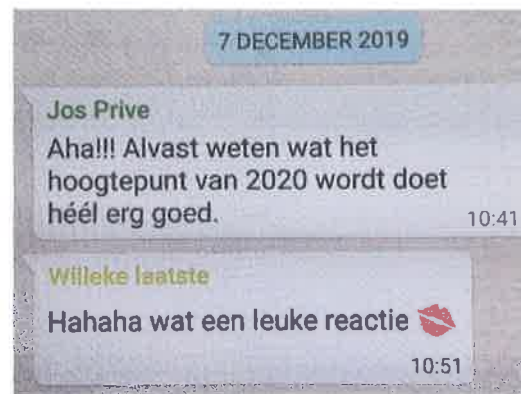 7 DECEMBER 2019
Jos Prive
Aha!!! Alvast weten wat het
hoogtepunt van 2020 wordt doet
héél erg goed.
10:41
Willeke laatste
Hahaha wat een leuke reactie 💋
10:51